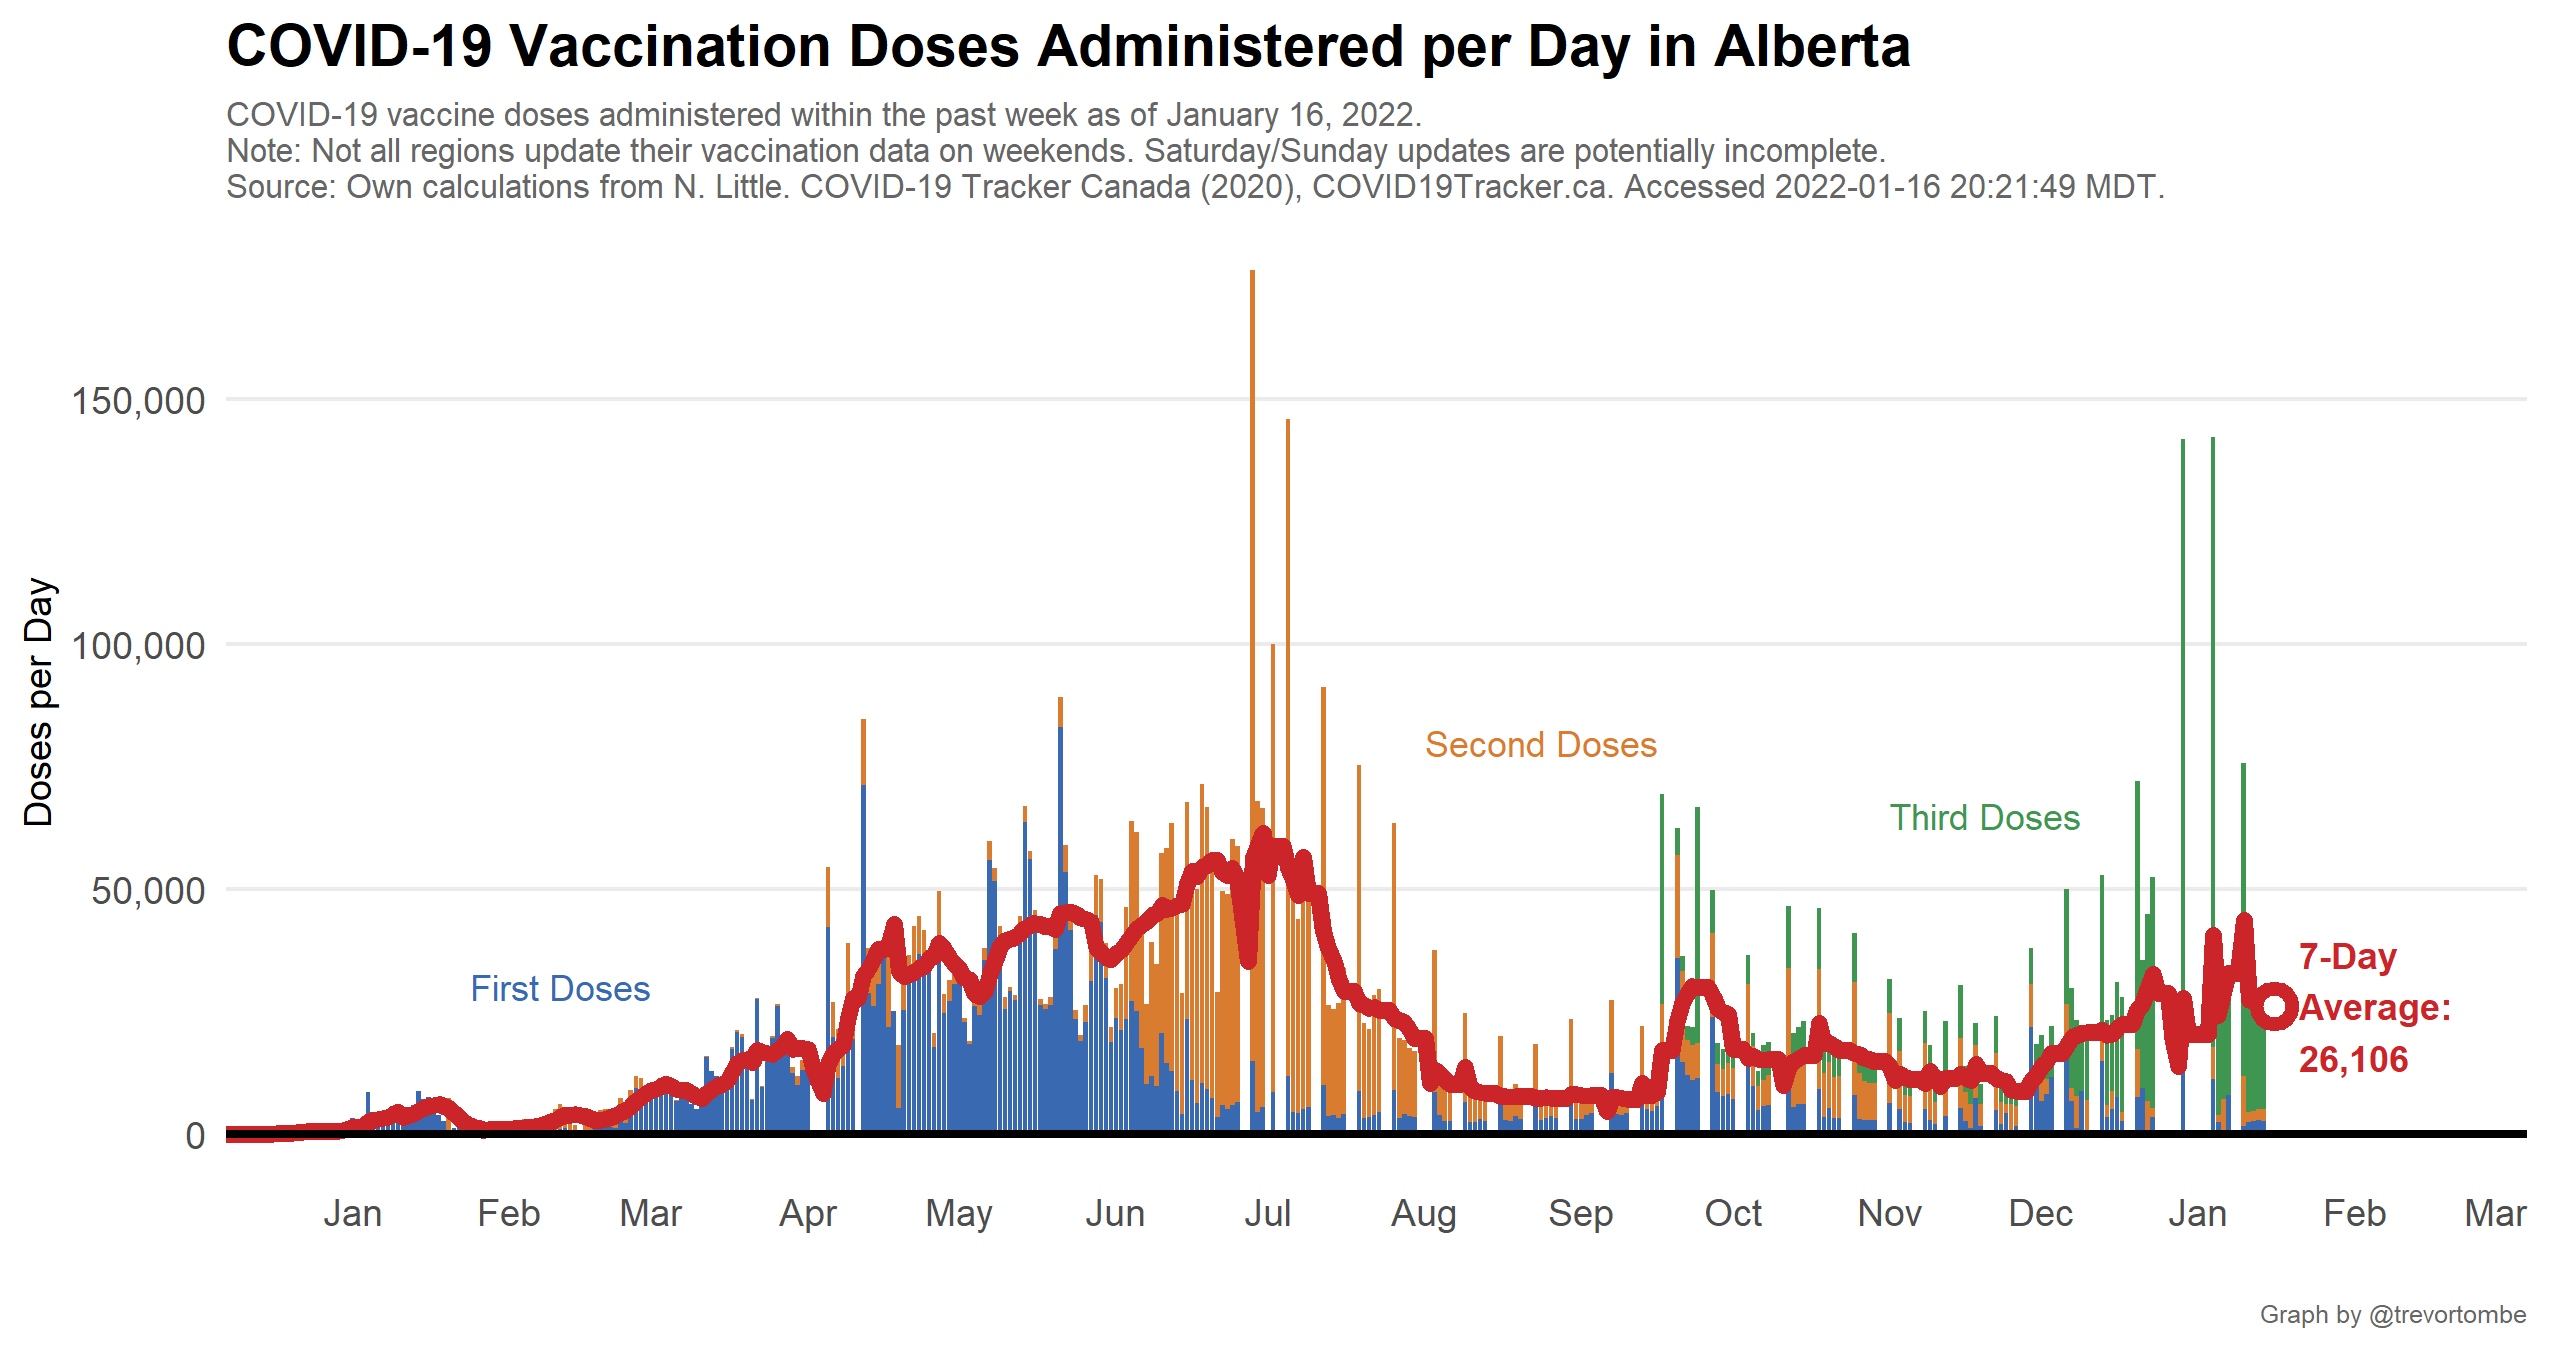 COVID-19 Vaccination Doses Administered per Day in Alberta
COVID-19 vaccine doses administered within the past week as of January 16, 2022.
Note: Not all regions update their vaccination data on weekends. Saturday/Sunday updates are potentially incomplete.
Source: Own calculations from N. Little. COVID-19 Tracker Canada (2020), COVID19Tracker.ca. Accessed 2022-01-16 20:21:49 MDT.
Doses per Day
150,000
100,000
50,000
0
First Doses
Second Doses
Third Doses
7-Day
Average:
26,106
Jan Feb Mar Apr May Jun Jul Aug Sep Oct Nov Dec Jan Feb Mar
Graph by @trevortombe